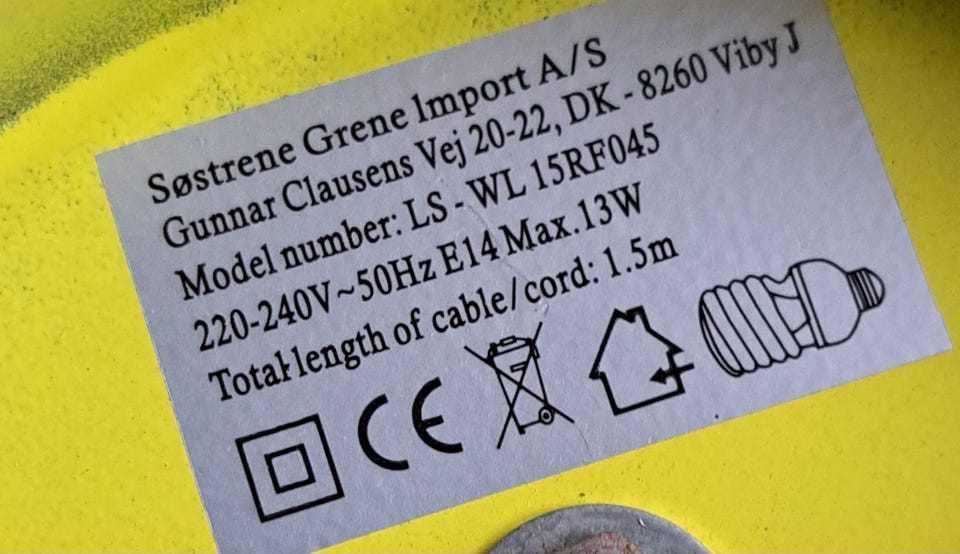 Søstrene Grene Import A/S
Gunnar Clausens Vej 20-22, DK - 8260 Viby J
Model number: LS - WL 15RF045
220-240V~50Hz E14 Max.13W
Total length of cable/cord: 1.5m
CE